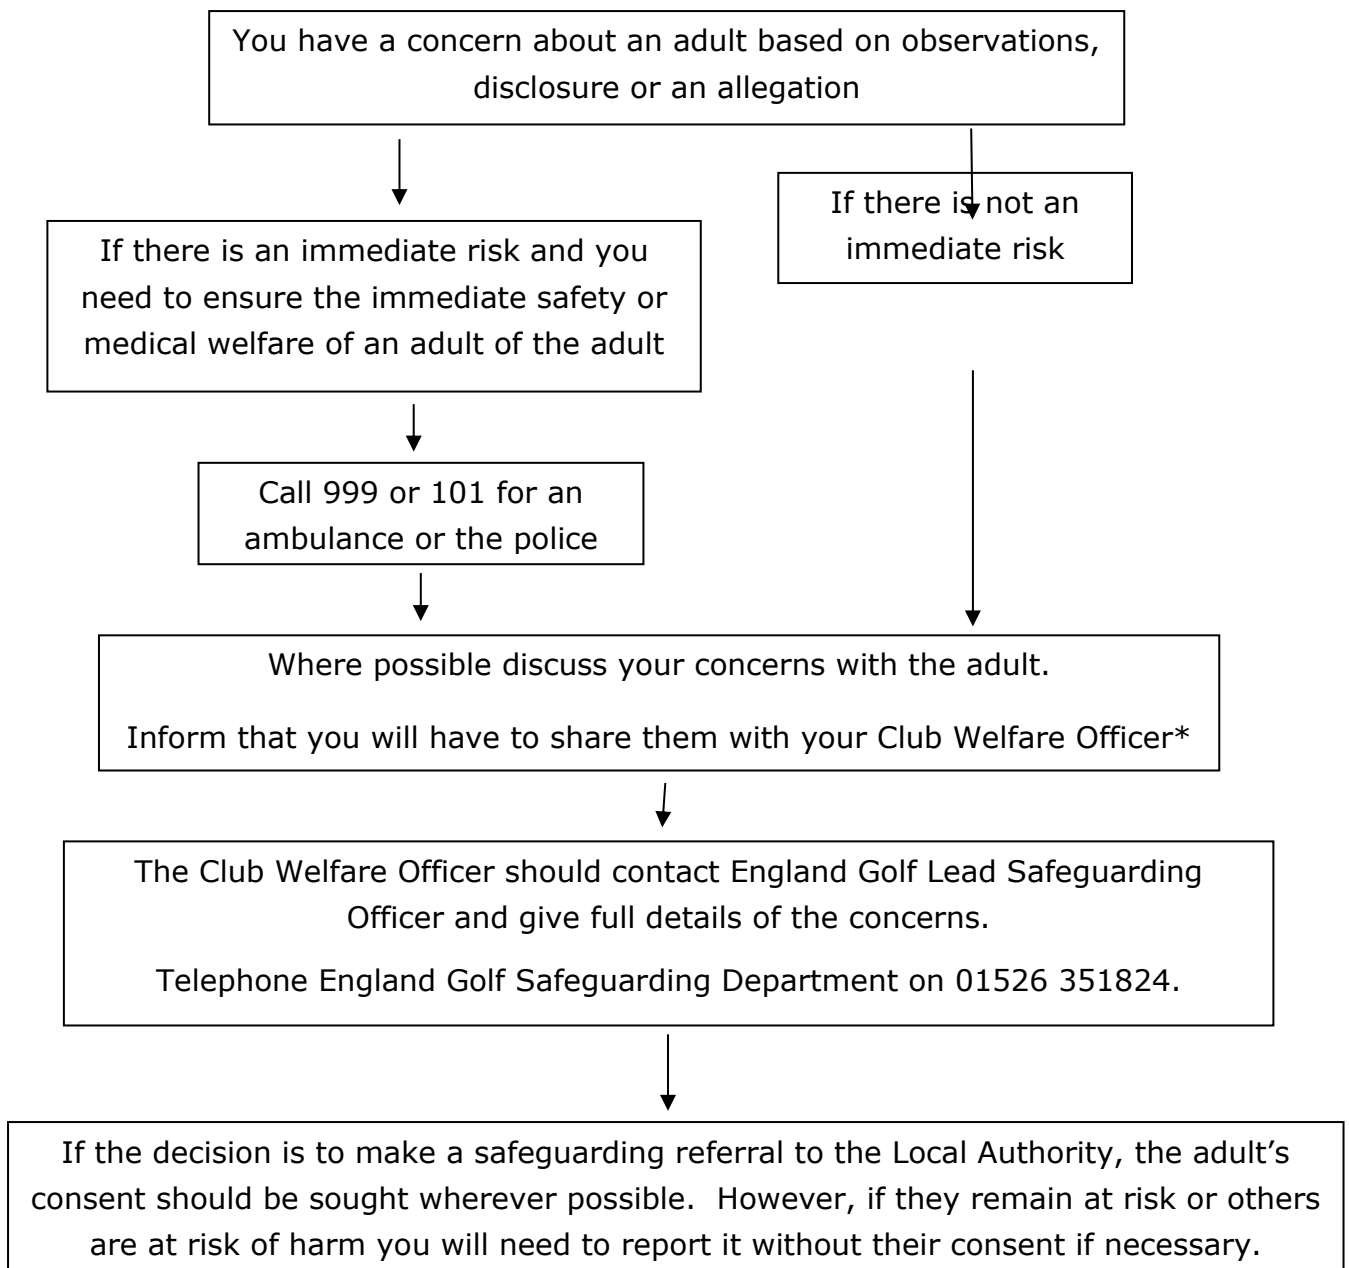 You have a concern about an adult based on observations,
disclosure or an allegation
If there is not an
immediate risk
If there is an immediate risk and you
need to ensure the immediate safety or
medical welfare of an adult of the adult
Call 999 or 101 for an
ambulance or the police
Where possible discuss your concerns with the adult.
Inform that you will have to share them with your Club Welfare Officer*
The Club Welfare Officer should contact England Golf Lead Safeguarding
Officer and give full details of the concerns.
Telephone England Golf Safeguarding Department on 01526 351824.
If the decision is to make a safeguarding referral to the Local Authority, the adult’s
consent should be sought wherever possible.  However, if they remain at risk or others
are at risk of harm you will need to report it without their consent if necessary.